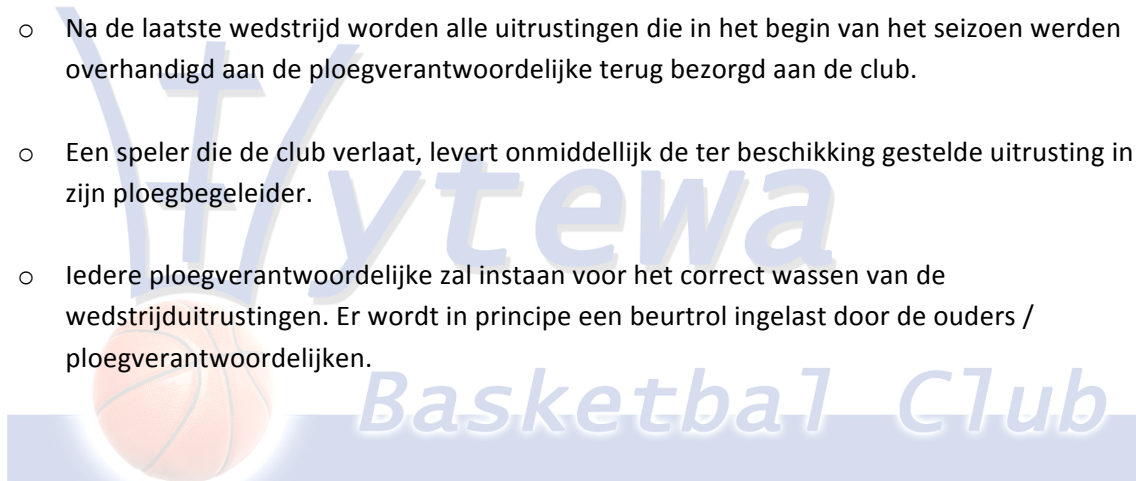 o Na de laatste wedstrijd worden alle uitrustingen die in het begin van het seizoen werden
overhandigd aan de ploegverantwoordelijke terug bezorgd aan de club.
o Een speler die de club verlaat, levert onmiddellijk de ter beschikking gestelde uitrusting in
zijn ploegbegeleider.
o Iedere ploegverantwoordelijke zal instaan voor het correct wassen van de
wedstrijduitrustingen. Er wordt in principe een beurtrol ingelast door de ouders /
ploegverantwoordelijken.
Hytewa
Basketbal Club